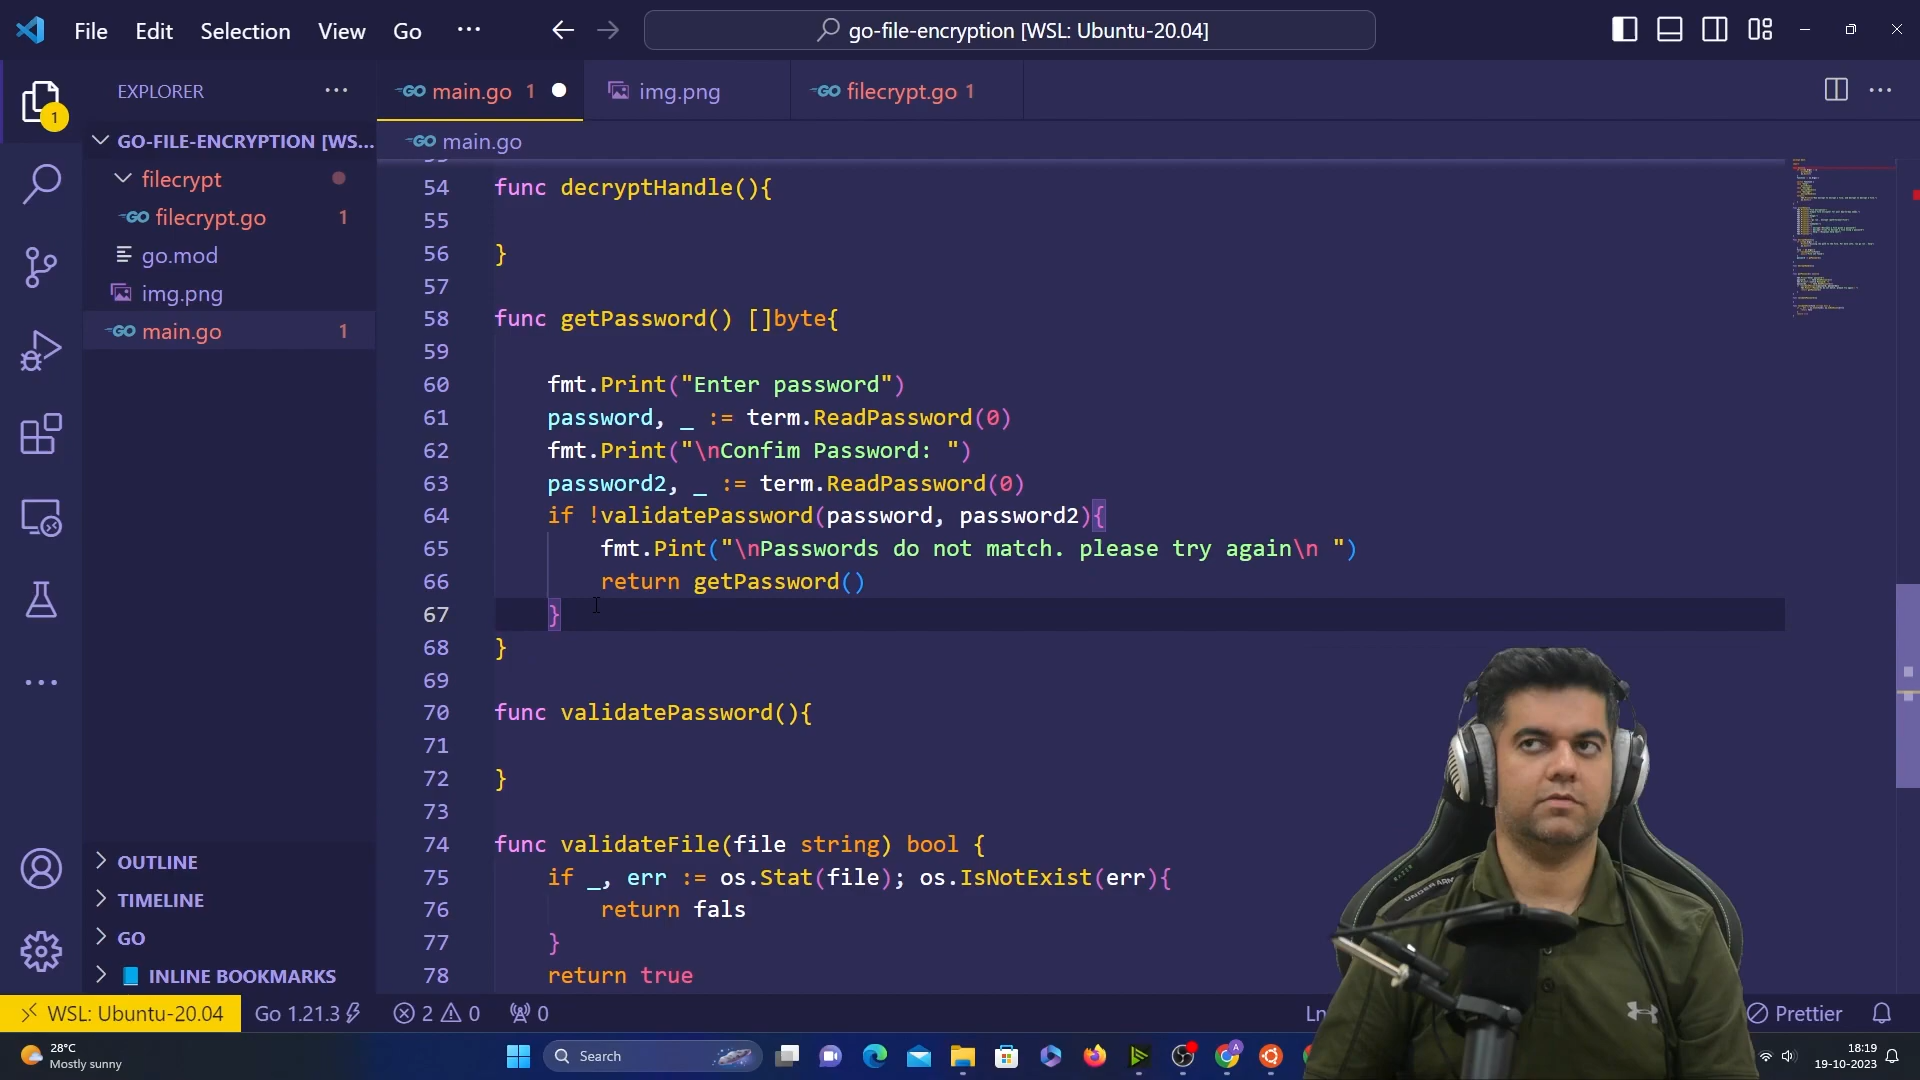 File Edit Selection View Go ··· go-file-encryption [WSL: Ubuntu-20.04]
EXPLORER ···
1
GO-FILE-ENCRYPTION [WS...
filecrypt
GO filecrypt.go 1
go.mod
img.png
GO main.go 1
OUTLINE
TIMELINE
GO
INLINE BOOKMARKS
GO main.go 1
img.png
GO filecrypt.go 1
GO main.go
54 func decryptHandle(){
55
56 }
57
58 func getPassword() []byte{
59
60 fmt.Print("Enter password")
61 password, _ := term.ReadPassword(0)
62 fmt.Print("\nConfim Password: ")
63 password2, _ := term.ReadPassword(0)
64 if !validatePassword(password, password2){
65 fmt.Pint("\nPasswords do not match. please try again\n ")
66 return getPassword()
67 }
68 }
69
70 func validatePassword(){
71
72 }
73
74 func validateFile(file string) bool {
75 if _, err := os.Stat(file); os.IsNotExist(err){
76 return fals
77 }
78 return true
WSL: Ubuntu-20.04 Go 1.21.3 2 0 0 Ln Prettier
28°C
Mostly sunny
Search
A
18:19
19-10-2023